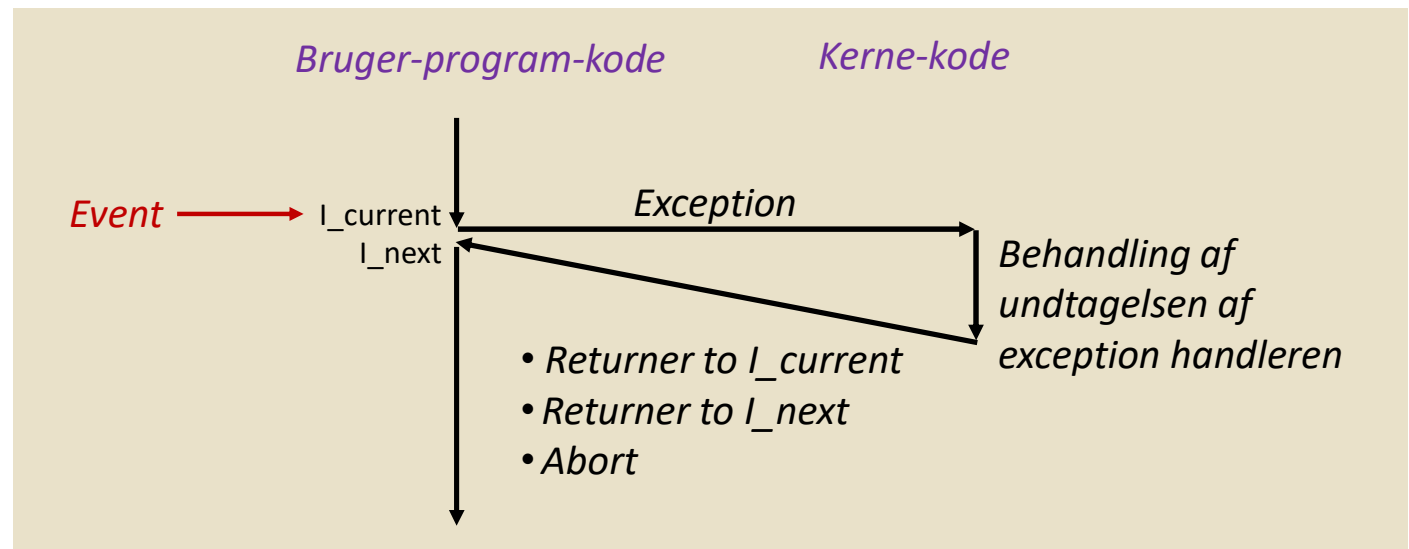 Bruger-program-kode
Kerne-kode
Event
I_current
Exception
I_next
Behandling af
undtagelsen af
exception handleren
• Returner to I_current
• Returner to I_next
• Abort